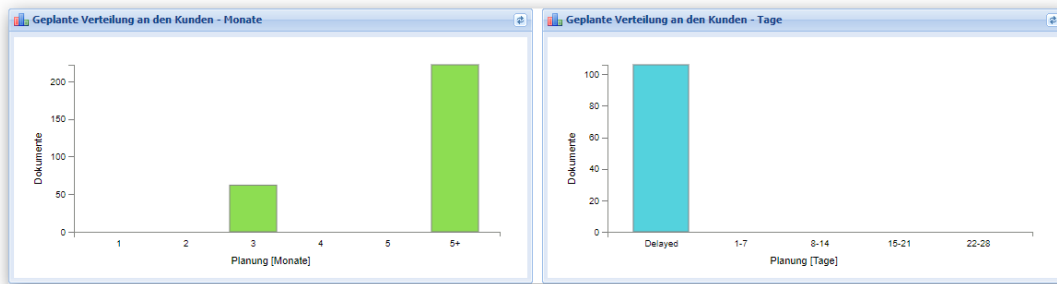 Geplante Verteilung an den Kunden - Monate
200
150
100
50
0
Dokumente
1 2 3 4 5 5+
Planung [Monate]
Geplante Verteilung an den Kunden - Tage
100
80
60
40
20
0
Dokumente
Delayed 1-7 8-14 15-21 22-28
Planung [Tage]